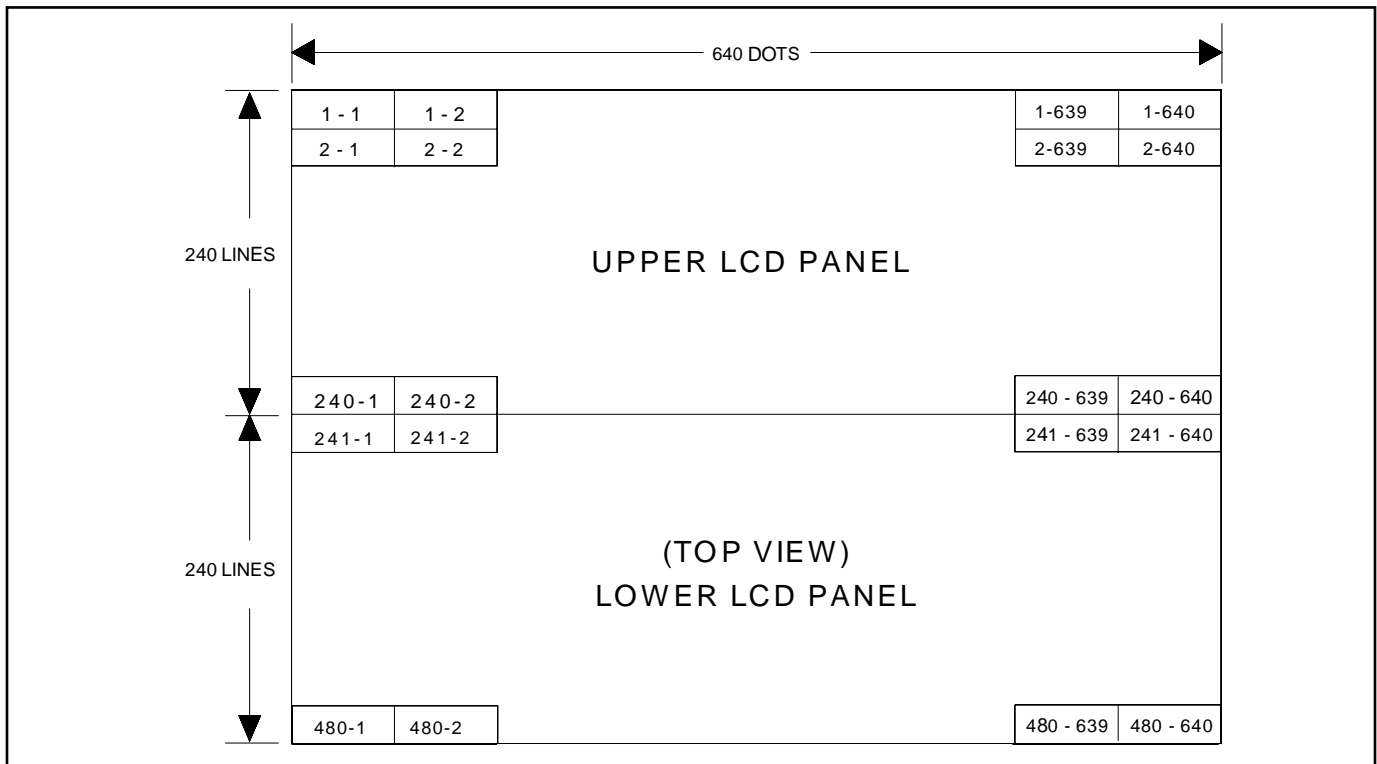 640 DOTS
1 - 1 1 - 2 1-639 1-640
2 - 1 2 - 2 2-639 2-640
240 LINES
UPPER LCD PANEL
240-1 240-2 240 - 639 240 - 640
241-1 241-2 241 - 639 241 - 640
(TOP VIEW)
240 LINES
LOWER LCD PANEL
480-1 480-2 480 - 639 480 - 640